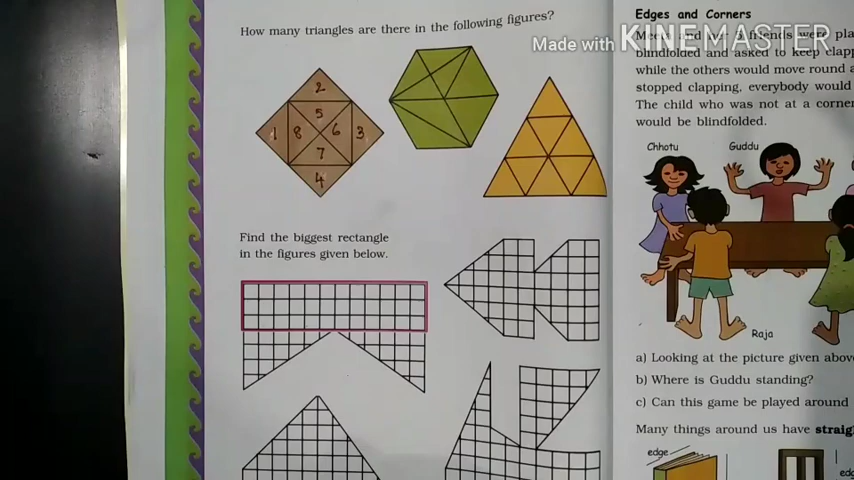 How many triangles are there in the following figures?
2
5
1
8
6
3
7
4
Find the biggest rectangle
in the figures given below.
Made with KINEMASTER
Edges and Corners
friends were
blindfolded and asked to keep
while the others would move round
stopped clapping, everybody would
The child who was not at a corner
would be blindfolded.
Chhotu
Guddu
Raja
a) Looking at the picture given above
b) Where is Guddu standing?
c) Can this game be played around
Many things around us have
edge